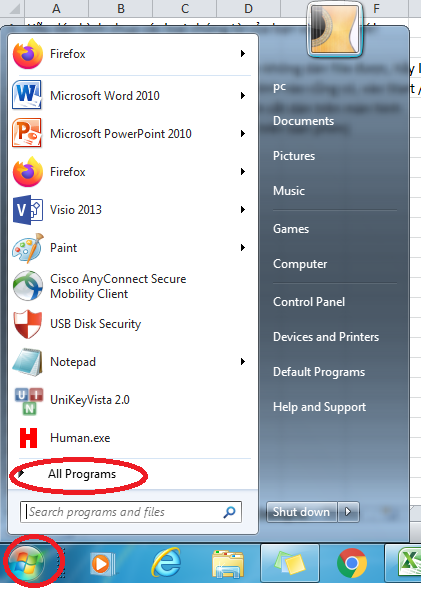 A B C D E F
Firefox
Microsoft Word 2010
Microsoft PowerPoint 2010
Firefox
Visio 2013
Paint
Cisco AnyConnect Secure
Mobility Client
USB Disk Security
Notepad
UniKeyVista 2.0
Human.exe
All Programs
Search programs and files
pc
Documents
Pictures
Music
Games
Computer
Control Panel
Devices and Printers
Default Programs
Help and Support
Shut down